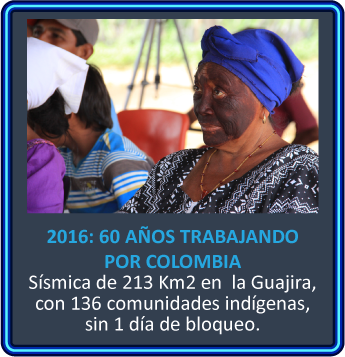 2016: 60 AÑOS TRABAJANDO
POR COLOMBIA
Sísmica de 213 Km2 en  la Guajira,
con 136 comunidades indígenas,
sin 1 día de bloqueo.